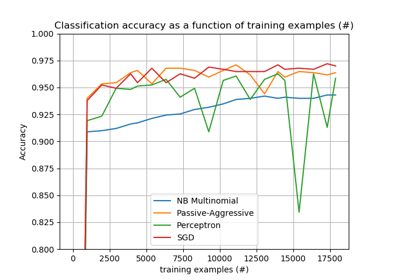 Classification accuracy as a function of training examples (#)
1.000
0.975
0.950
0.925
0.900
0.875
0.850
0.825
0.800
Accuracy
NB Multinomial
Passive-Aggressive
Perceptron
SGD
0 2500 5000 7500 10000 12500 15000 17500
training examples (#)